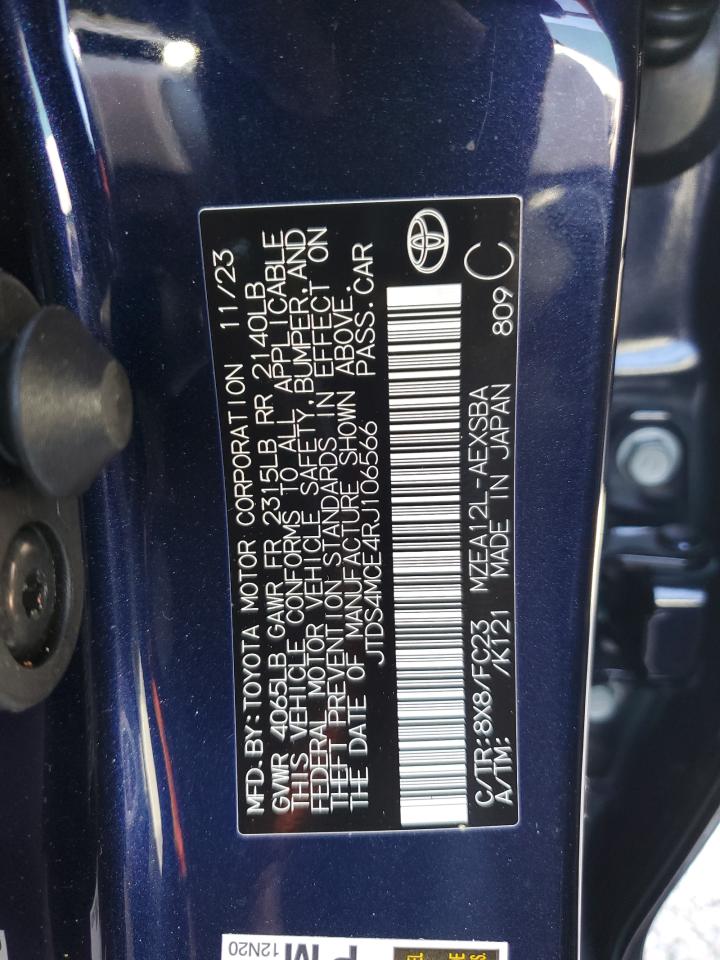 MFD. BY: TOYOTA MOTOR CORPORATION 11/23
GVWR 4065LB GAWR FR 2315LB RR 2140LB
THIS VEHICLE CONFORMS TO ALL APPLICABLE
FEDERAL MOTOR VEHICLE SAFETY, BUMPER, AND
THEFT PREVENTION STANDARDS IN EFFECT ON
THE DATE OF MANUFACTURE SHOWN ABOVE.
JTDS4MCE4RJ106566 PASS. CAR
C/TR: 8X8/FC23 MZEA12L-AEXSBA
A/TM: /K121 MADE IN JAPAN 809 C
PM
12N20